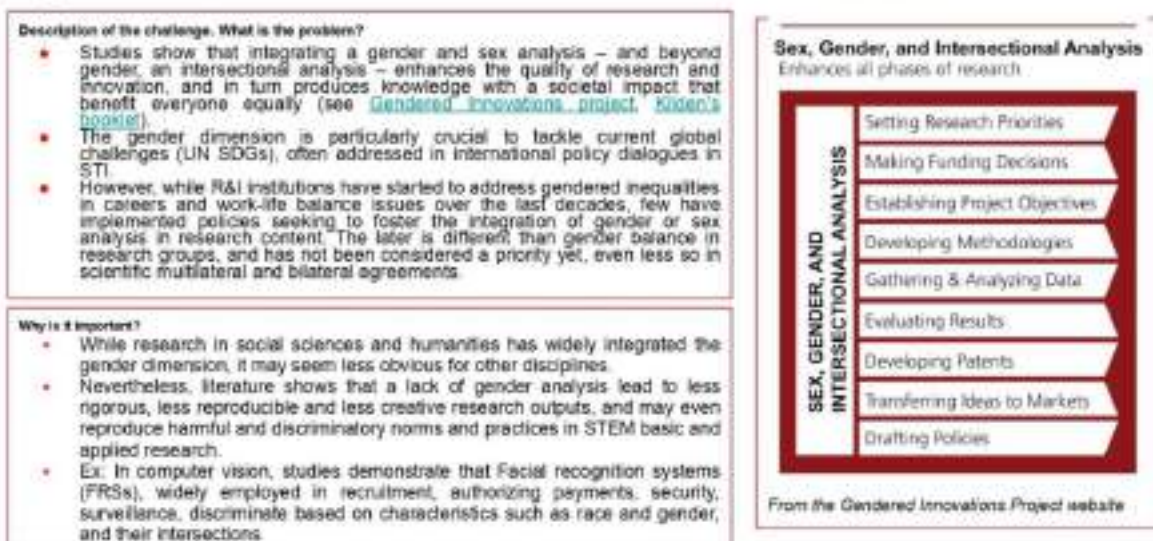 Description of the challenge. What is the problem?
• Studies show that integrating a gender and sex analysis – and beyond
gender, an intersectional analysis – enhances the quality of research and
innovation, and in turn produces knowledge with a societal impact that
benefit everyone equally (see Gendered Innovations project, Kilden's
booklet).
• The gender dimension is particularly crucial to tackle current global
challenges (UN SDGs), often addressed in international policy dialogues in
STI.
• However, while R&I institutions have started to address gendered inequalities
in careers and work-life balance issues over the last decades, few have
implemented policies seeking to foster the integration of gender or sex
analysis in research content. The later is different than gender balance in
research groups, and has not been considered a priority yet, even less so in
scientific multilateral and bilateral agreements.
Why is it important?
• While research in social sciences and humanities has widely integrated the
gender dimension, it may seem less obvious for other disciplines.
• Nevertheless, literature shows that a lack of gender analysis lead to less
rigorous, less reproducible and less creative research outputs, and may even
reproduce harmful and discriminatory norms and practices in STEM basic and
applied research.
• Ex: In computer vision, studies demonstrate that Facial recognition systems
(FRSs), widely employed in recruitment, authorizing payments, security,
surveillance, discriminate based on characteristics such as race and gender,
and their intersections
Sex, Gender, and Intersectional Analysis
Enhances all phases of research
SEX, GENDER, AND
INTERSECTIONAL ANALYSIS
Setting Research Priorities
Making Funding Decisions
Establishing Project Objectives
Developing Methodologies
Gathering & Analyzing Data
Evaluating Results
Developing Patents
Transferring Ideas to Markets
Drafting Policies
From the Gendered Innovations Project website